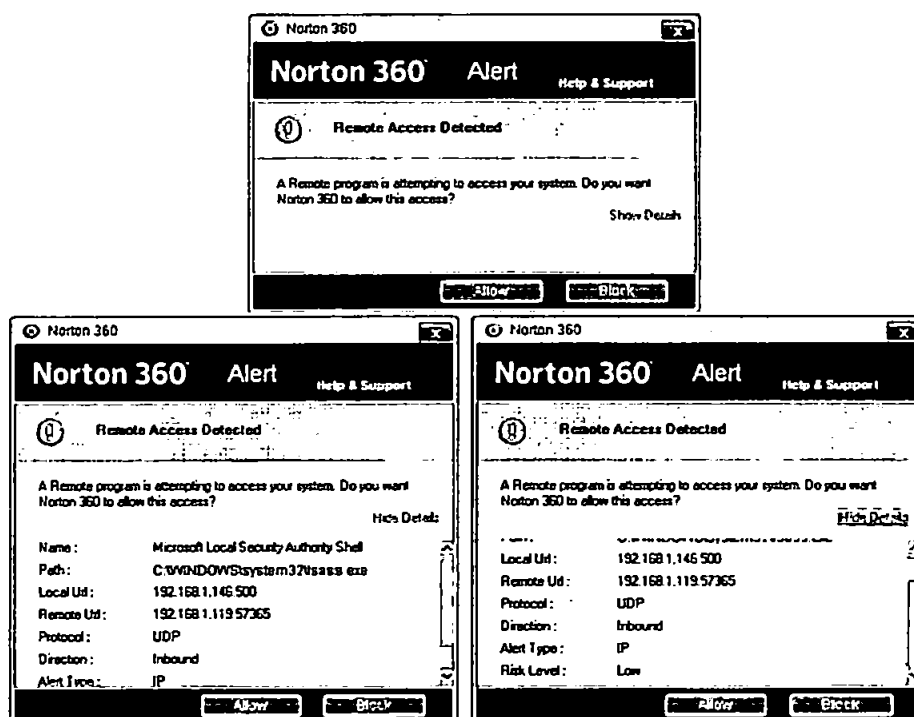 Norton 360
Norton 360 Alert Help & Support
Remote Access Detected
A Remote program is attempting to access your system. Do you want
Norton 360 to allow this access?
Show Details
Allow Block
Norton 360
Norton 360 Alert Help & Support
Remote Access Detected
A Remote program is attempting to access your system. Do you want
Norton 360 to allow this access?
Hide Details
Name : Microsoft Local Security Authority Shell
Path : C:\WINDOWS\system32\lsass.exe
Local Url : 192.168.1.146:500
Remote Url : 192.168.1.119:57365
Protocol : UDP
Direction : Inbound
Alert Type : IP
Allow Block
Norton 360
Norton 360 Alert Help & Support
Remote Access Detected
A Remote program is attempting to access your system. Do you want
Norton 360 to allow this access?
Hide Details
Local Url : 192.168.1.146:500
Remote Url : 192.168.1.119:57365
Protocol : UDP
Direction : Inbound
Alert Type : IP
Risk Level : Low
Allow Block